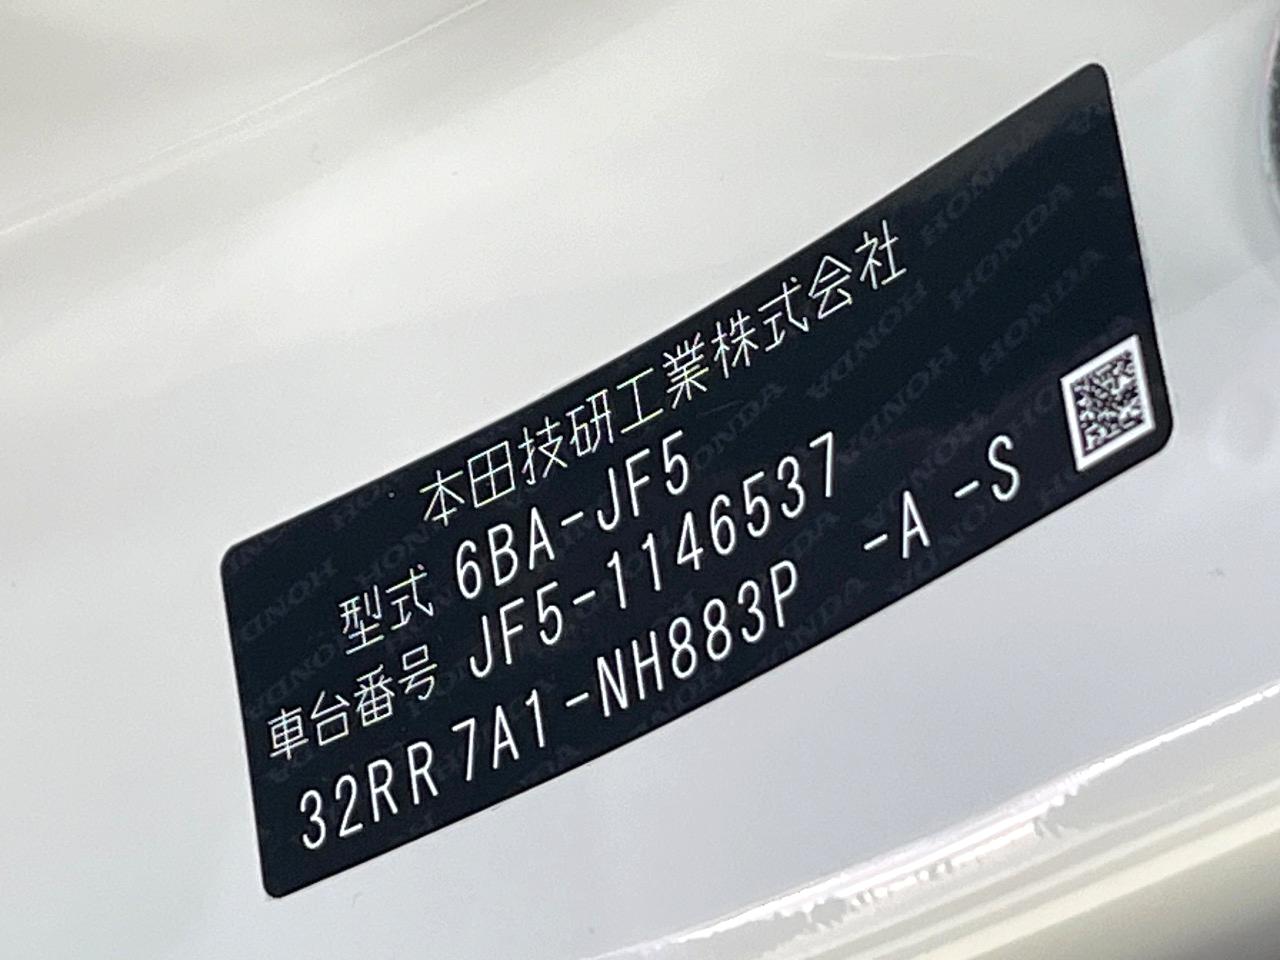 本田技研工業株式会社
型式 6BA-JF5
車台番号 JF5-1146537
32RR 7A1-NH883P -A -S